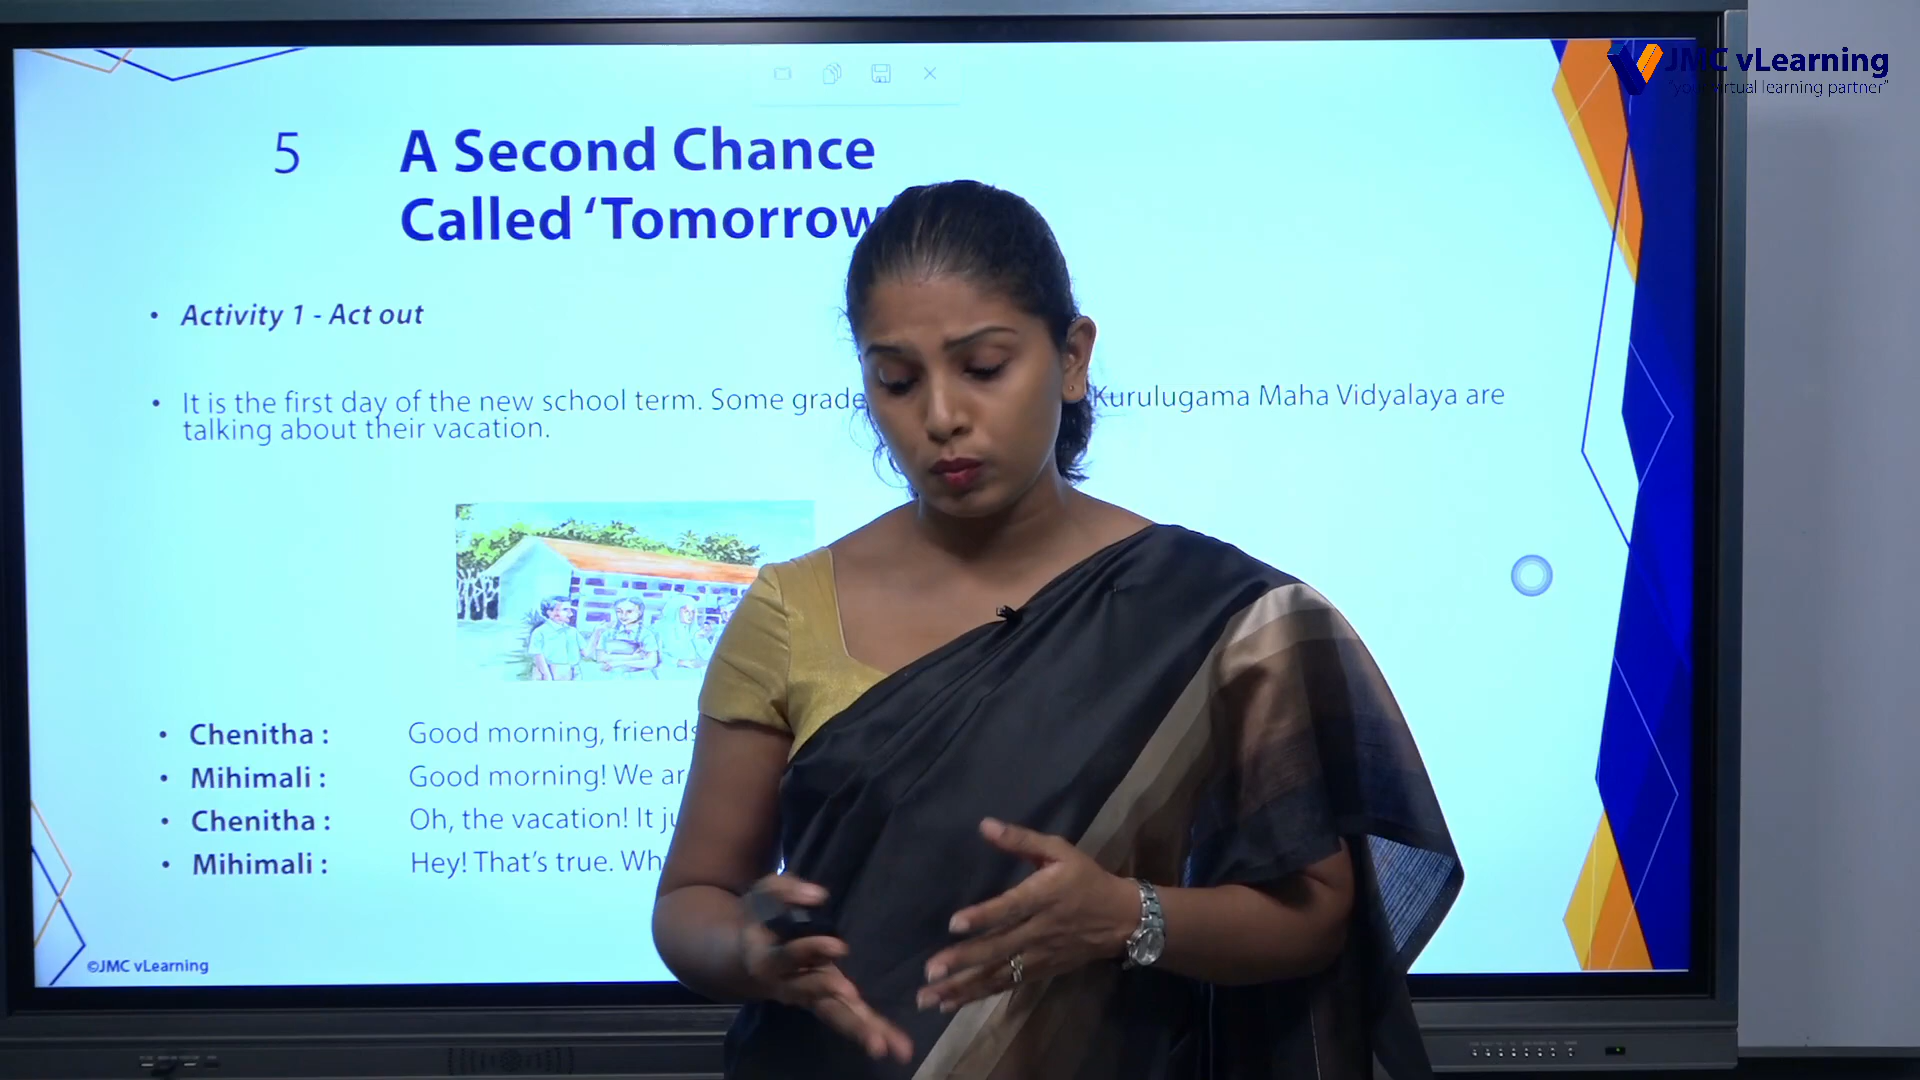 JMC vLearning
"your virtual learning partner"
5 A Second Chance
Called ‘Tomorrow
• Activity 1 - Act out
• It is the first day of the new school term. Some grade Kurulugama Maha Vidyalaya are
talking about their vacation.
• Chenitha : Good morning, friends
• Mihimali : Good morning! We
• Chenitha : Oh, the vacation! It
• Mihimali : Hey! That’s true.
©JMC vLearning